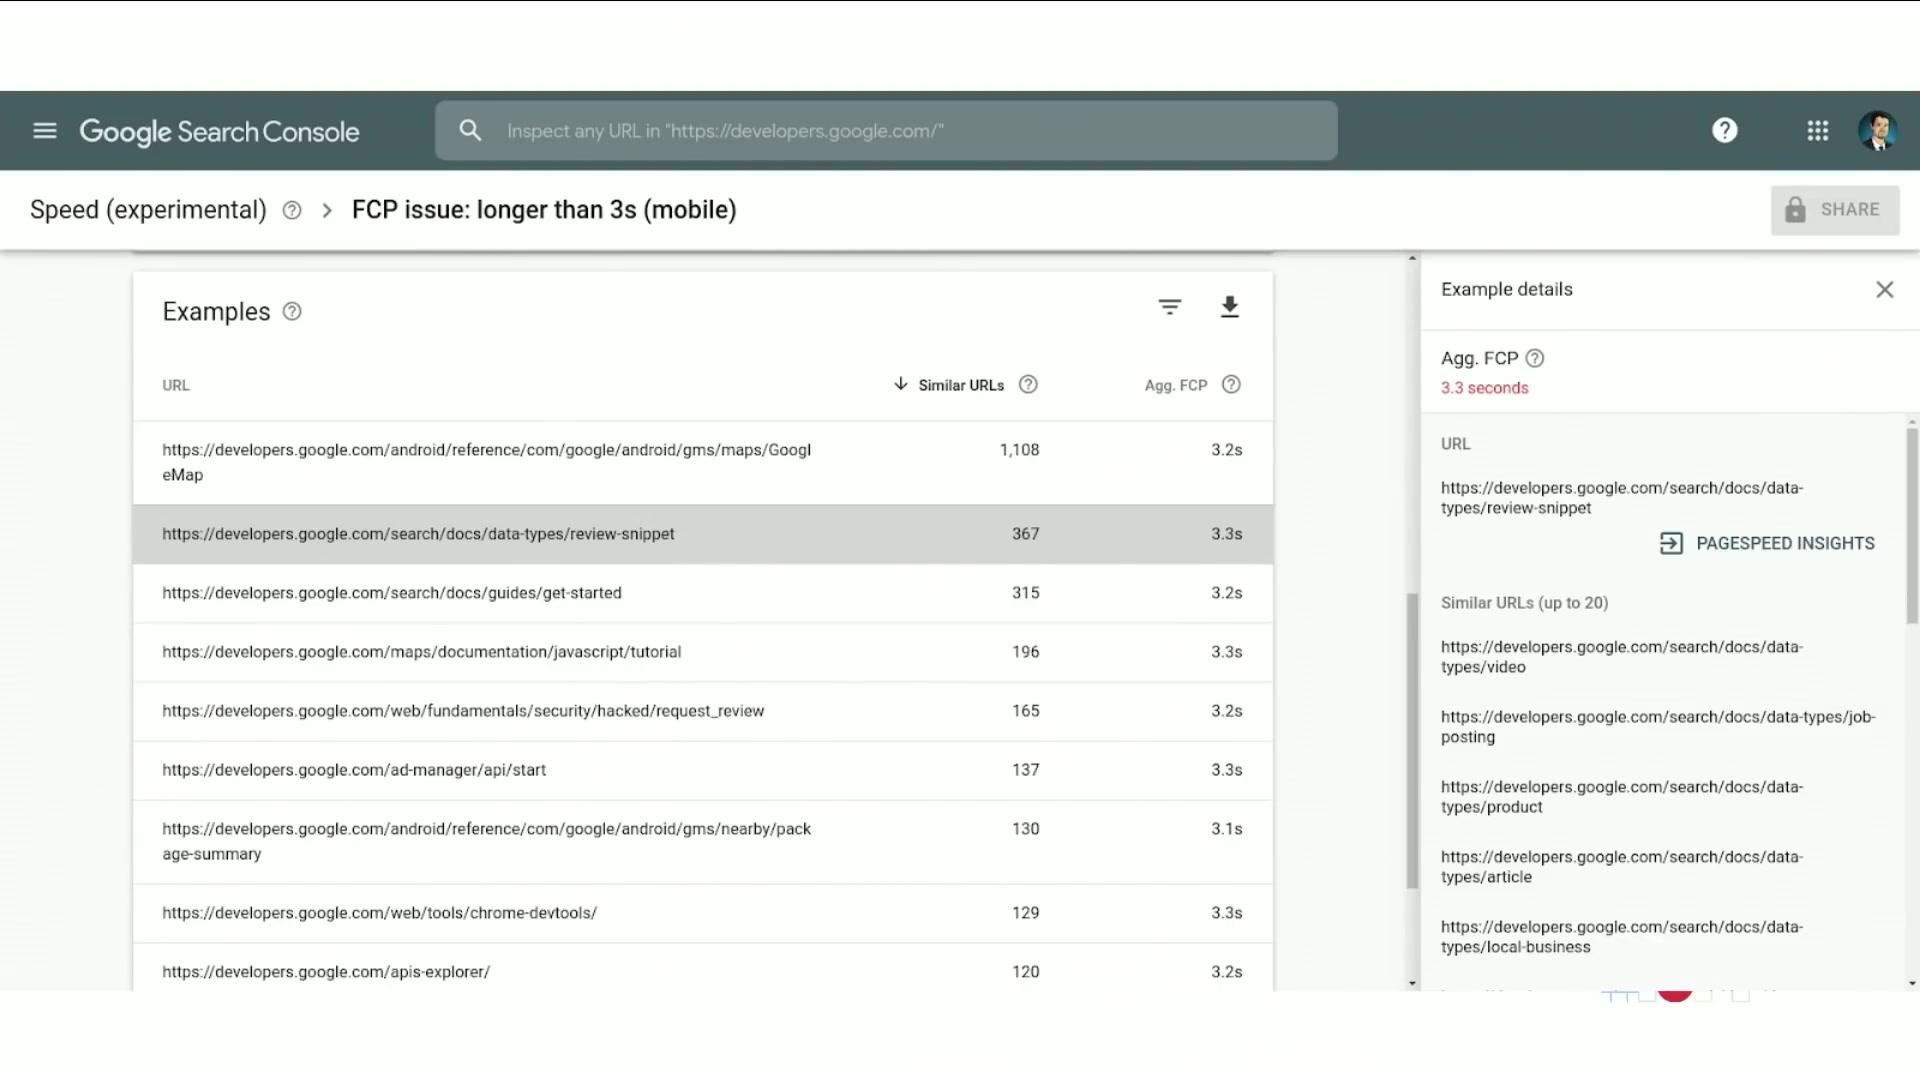 Google Search Console
Inspect any URL in "https://developers.google.com/"
Speed (experimental)
FCP issue: longer than 3s (mobile)
SHARE
Examples
URL
Similar URLs
Agg. FCP
https://developers.google.com/android/reference/com/google/android/gms/maps/Googl
eMap
1,108
3.2s
https://developers.google.com/search/docs/data-types/review-snippet
367
3.3s
https://developers.google.com/search/docs/guides/get-started
315
3.2s
https://developers.google.com/maps/documentation/javascript/tutorial
196
3.3s
https://developers.google.com/web/fundamentals/security/hacked/request_review
165
3.2s
https://developers.google.com/ad-manager/api/start
137
3.3s
https://developers.google.com/android/reference/com/google/android/gms/nearby/pack
age-summary
130
3.1s
https://developers.google.com/web/tools/chrome-devtools/
129
3.3s
https://developers.google.com/apis-explorer/
120
3.2s
Example details
Agg. FCP
3.3 seconds
URL
https://developers.google.com/search/docs/data-
types/review-snippet
PAGESPEED INSIGHTS
Similar URLs (up to 20)
https://developers.google.com/search/docs/data-
types/video
https://developers.google.com/search/docs/data-types/job-
posting
https://developers.google.com/search/docs/data-
types/product
https://developers.google.com/search/docs/data-
types/article
https://developers.google.com/search/docs/data-
types/local-business